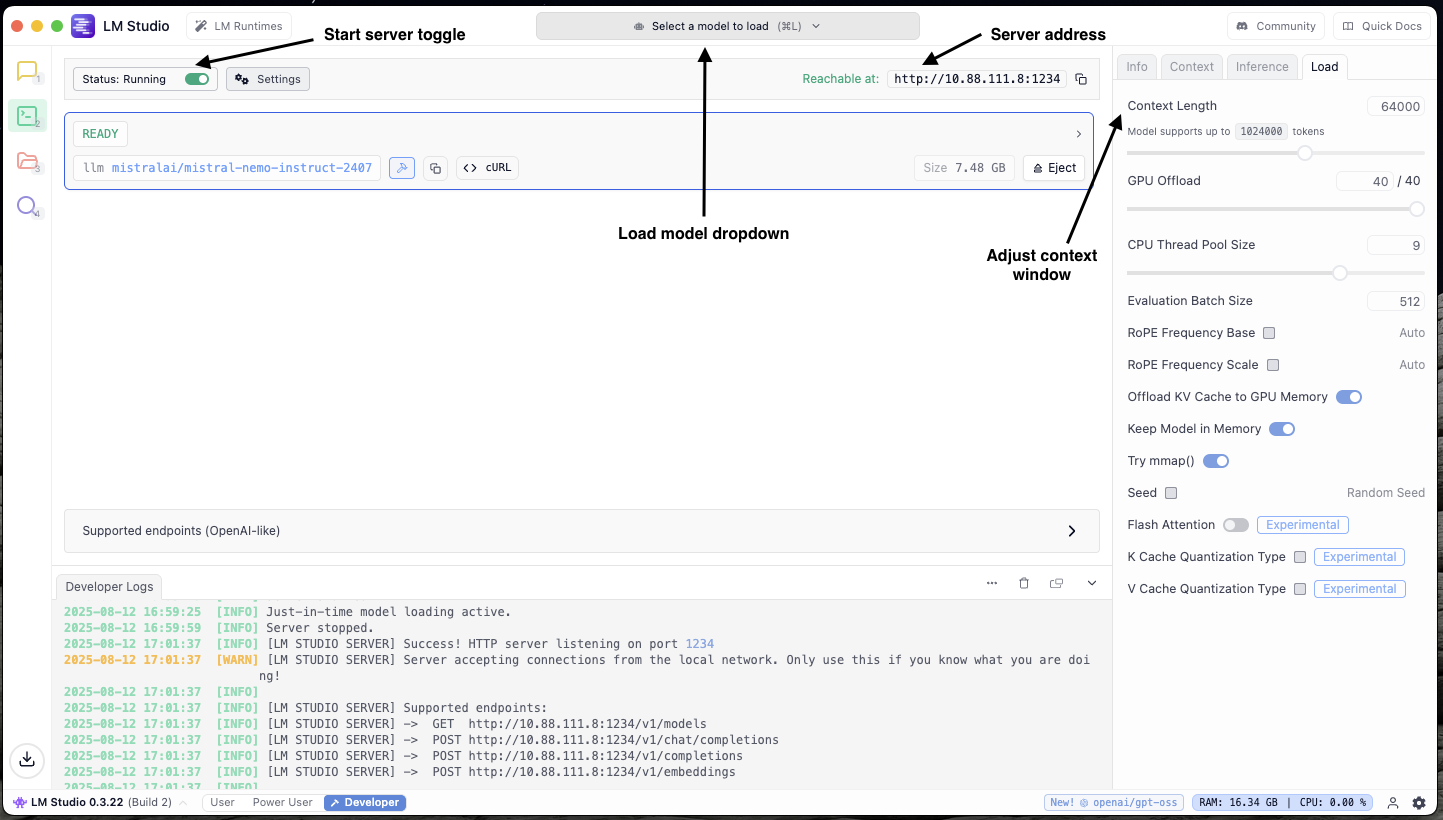 LM Studio
LM Runtimes
Select a model to load (⌘L)
Community
Quick Docs
Start server toggle
Server address
Status: Running
Settings
Reachable at: http://10.88.111.8:1234
READY
llm mistralai/mistral-nemo-instruct-2407
cURL
Size 7.48 GB
Eject
Load model dropdown
Adjust context
window
Supported endpoints (OpenAI-like)
Info
Context
Inference
Load
Context Length 64000
Model supports up to 1024000 tokens
GPU Offload 40 / 40
CPU Thread Pool Size 9
Evaluation Batch Size 512
RoPE Frequency Base Auto
RoPE Frequency Scale Auto
Offload KV Cache to GPU Memory
Keep Model in Memory
Try mmap()
Seed Random Seed
Flash Attention Experimental
K Cache Quantization Type Experimental
V Cache Quantization Type Experimental
1
2
3
4
Developer Logs
2025-08-12 16:59:25 [INFO] Just-in-time model loading active.
2025-08-12 16:59:59 [INFO] Server stopped.
2025-08-12 17:01:37 [INFO] [LM STUDIO SERVER] Success! HTTP server listening on port 1234
2025-08-12 17:01:37 [WARN] [LM STUDIO SERVER] Server accepting connections from the local network. Only use this if you know what you are doi
ng!
2025-08-12 17:01:37 [INFO]
2025-08-12 17:01:37 [INFO] [LM STUDIO SERVER] Supported endpoints:
2025-08-12 17:01:37 [INFO] [LM STUDIO SERVER] -> GET http://10.88.111.8:1234/v1/models
2025-08-12 17:01:37 [INFO] [LM STUDIO SERVER] -> POST http://10.88.111.8:1234/v1/chat/completions
2025-08-12 17:01:37 [INFO] [LM STUDIO SERVER] -> POST http://10.88.111.8:1234/v1/completions
2025-08-12 17:01:37 [INFO] [LM STUDIO SERVER] -> POST http://10.88.111.8:1234/v1/embeddings
2025-08-12 17:01:37 [INFO]
LM Studio 0.3.22 (Build 2)
User
Power User
Developer
New! openai/gpt-oss
RAM: 16.34 GB | CPU: 0.00 %